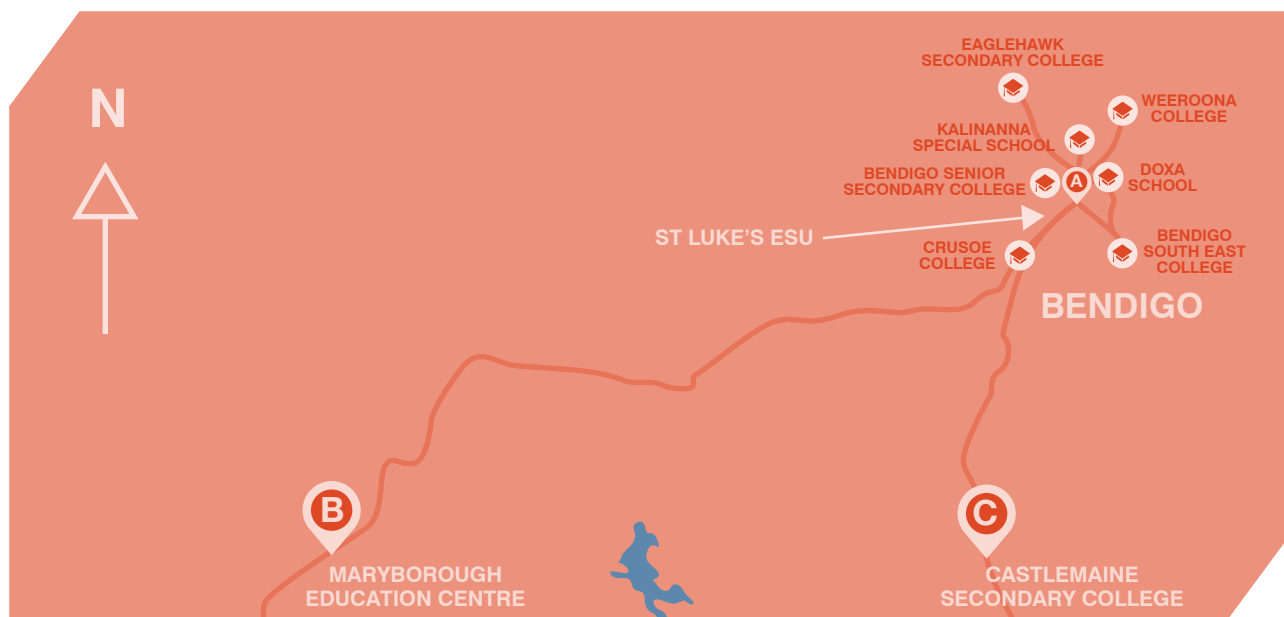 EAGLEHAWK
SECONDARY COLLEGE
N
WEEROONA
COLLEGE
KALINANNA
SPECIAL SCHOOL
BENDIGO SENIOR
SECONDARY COLLEGE
A
DOXA
SCHOOL
ST LUKE'S ESU
CRUSOE
COLLEGE
BENDIGO
SOUTH EAST
COLLEGE
BENDIGO
B
MARYBOROUGH
EDUCATION CENTRE
C
CASTLEMAINE
SECONDARY COLLEGE